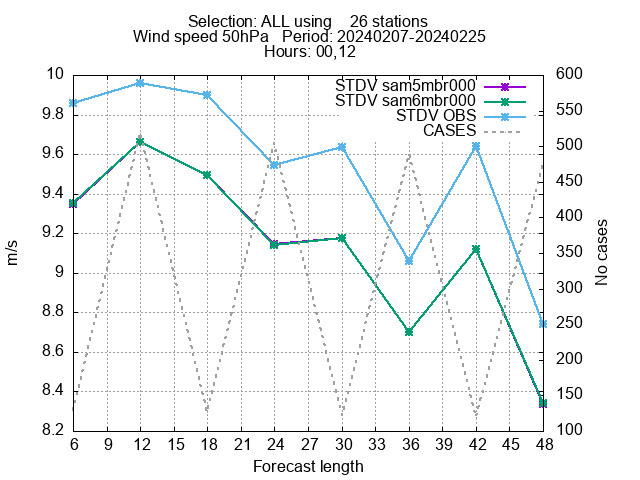 Selection: ALL using    26 stations
Wind speed 50hPa   Period: 20240207-20240225
Hours: 00,12
STDV sam5mbr000
STDV sam6mbr000
STDV OBS
CASES
10
9.8
9.6
9.4
9.2
9
8.8
8.6
8.4
8.2
m/s
600
550
500
450
400
350
300
250
200
150
100
No cases
6 12 15 18 21 24 27 30 33 36 39 42 45 48
Forecast length